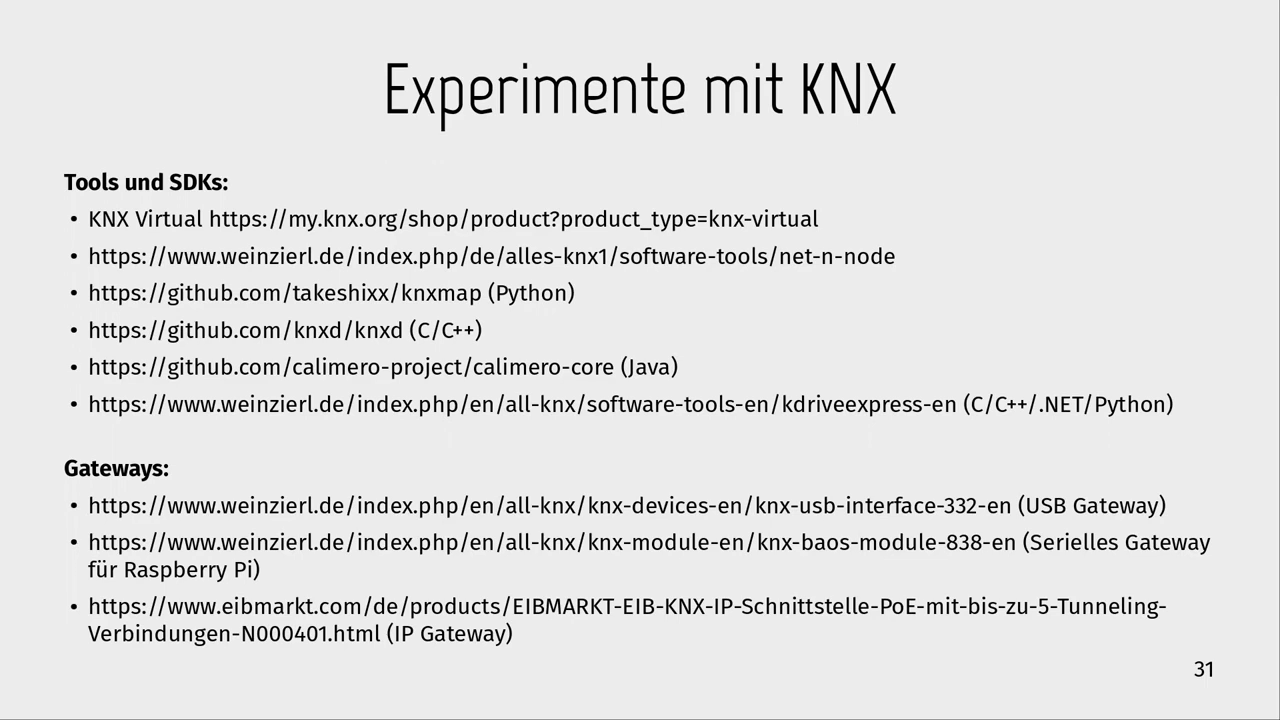 Experimente mit KNX
Tools und SDKs:
• KNX Virtual https://my.knx.org/shop/product?product_type=knx-virtual
• https://www.weinzierl.de/index.php/de/alles-knx1/software-tools/net-n-node
• https://github.com/takeshixx/knxmap (Python)
• https://github.com/knxd/knxd (C/C++)
• https://github.com/calimero-project/calimero-core (Java)
• https://www.weinzierl.de/index.php/en/all-knx/software-tools-en/kdriveexpress-en (C/C++/.NET/Python)
Gateways:
• https://www.weinzierl.de/index.php/en/all-knx/knx-devices-en/knx-usb-interface-332-en (USB Gateway)
• https://www.weinzierl.de/index.php/en/all-knx/knx-module-en/knx-baos-module-838-en (Serielles Gateway
für Raspberry Pi)
• https://www.eibmarkt.com/de/products/EIBMARKT-EIB-KNX-IP-Schnittstelle-PoE-mit-bis-zu-5-Tunneling-
Verbindungen-N000401.html (IP Gateway)
31